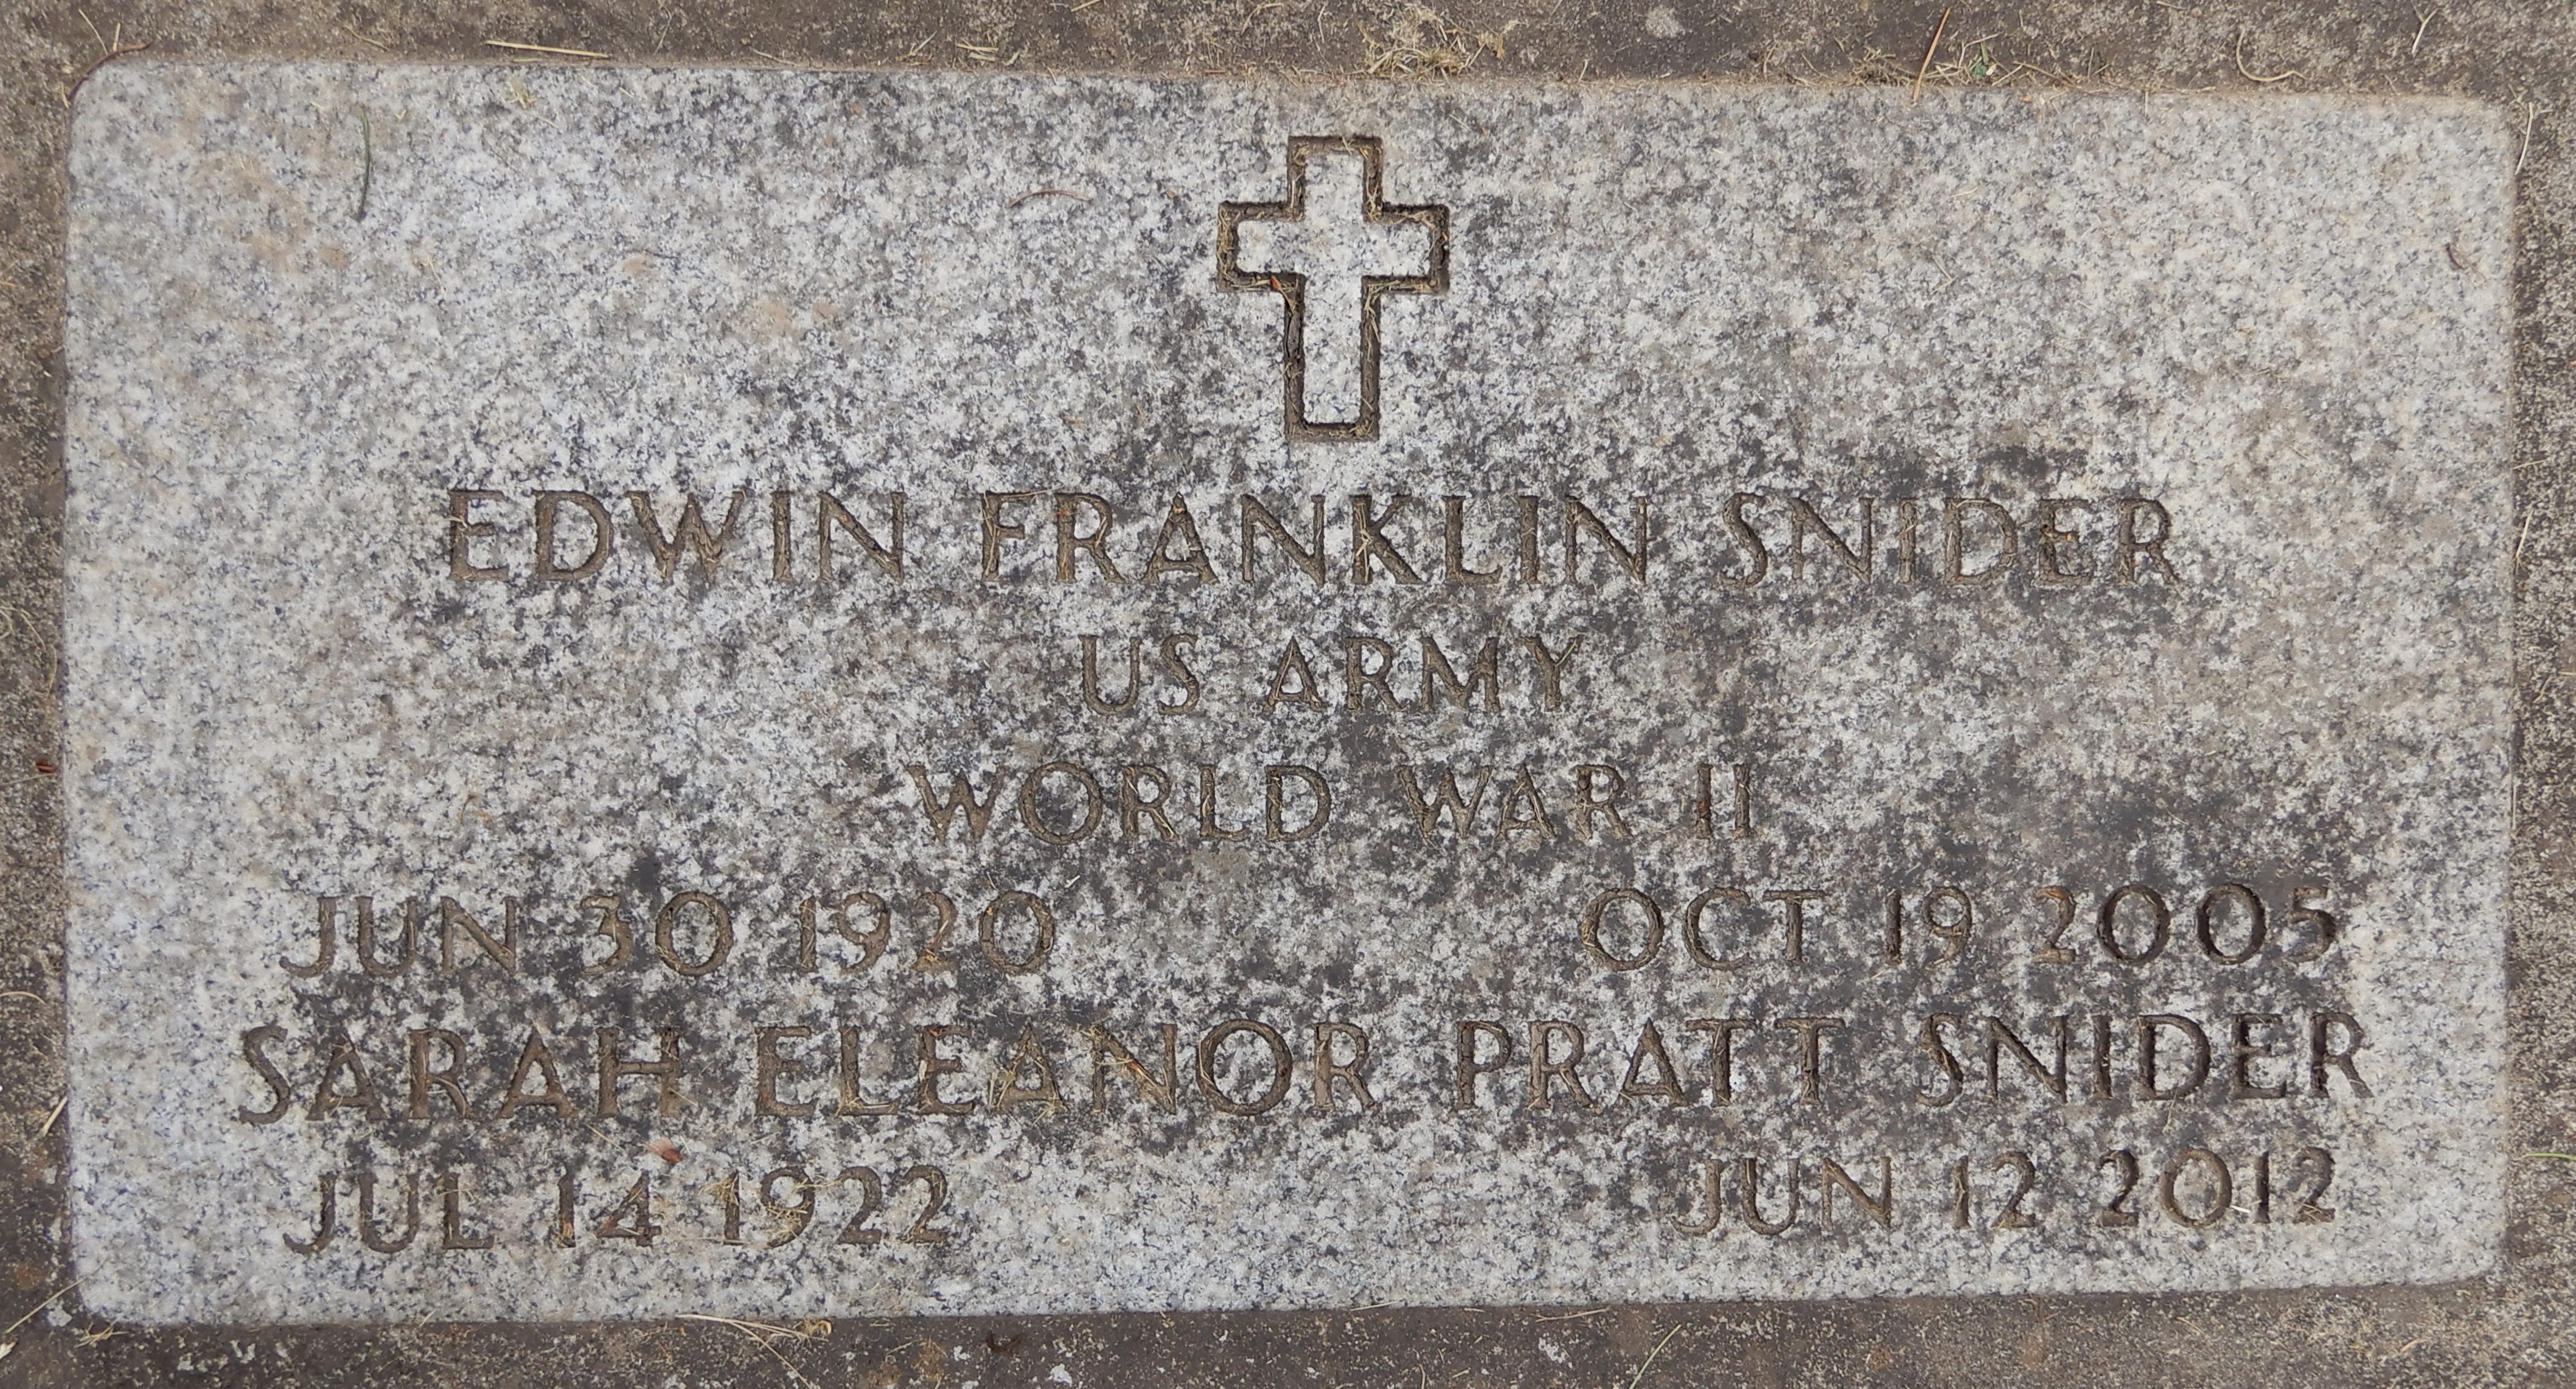 EDWIN FRANKLIN SNIDER
US ARMY
WORLD WAR II
JUN 30 1920 OCT 19 2005
SARAH ELEANOR PRATT SNIDER
JUL 14 1922 JUN 12 2012